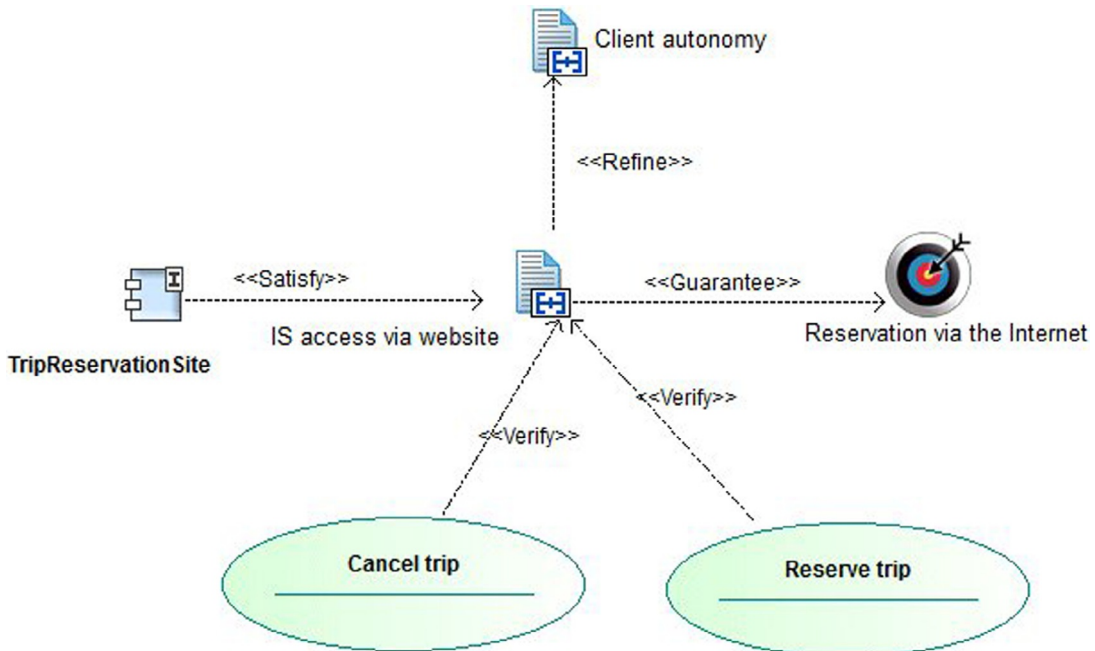 Client autonomy
<<Refine>>
<<Satisfy>>
<<Guarantee>>
IS access via website
Reservation via the Internet
TripReservationSite
<<Verify>>
<<Verify>>
Cancel trip
Reserve trip